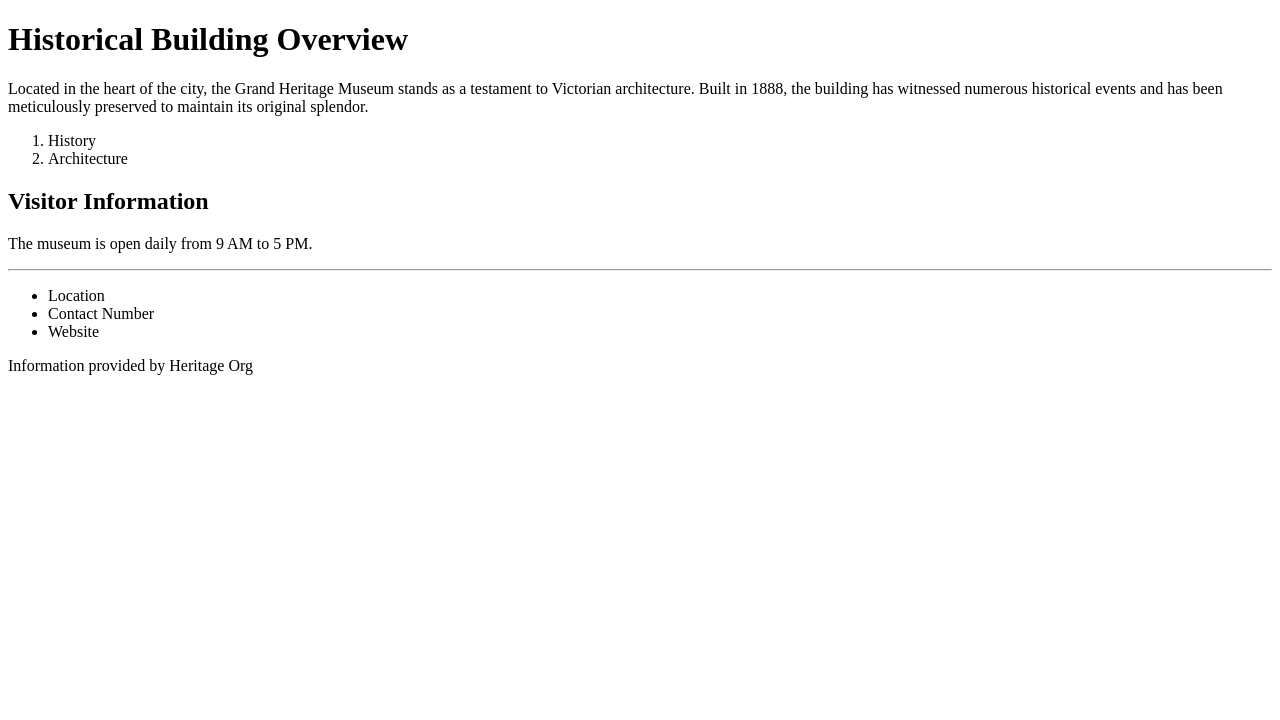 Historical Building Overview
Located in the heart of the city, the Grand Heritage Museum stands as a testament to Victorian architecture. Built in 1888, the building has witnessed numerous historical events and has been
meticulously preserved to maintain its original splendor.
1. History
2. Architecture
Visitor Information
The museum is open daily from 9 AM to 5 PM.
• Location
• Contact Number
• Website
Information provided by Heritage Org